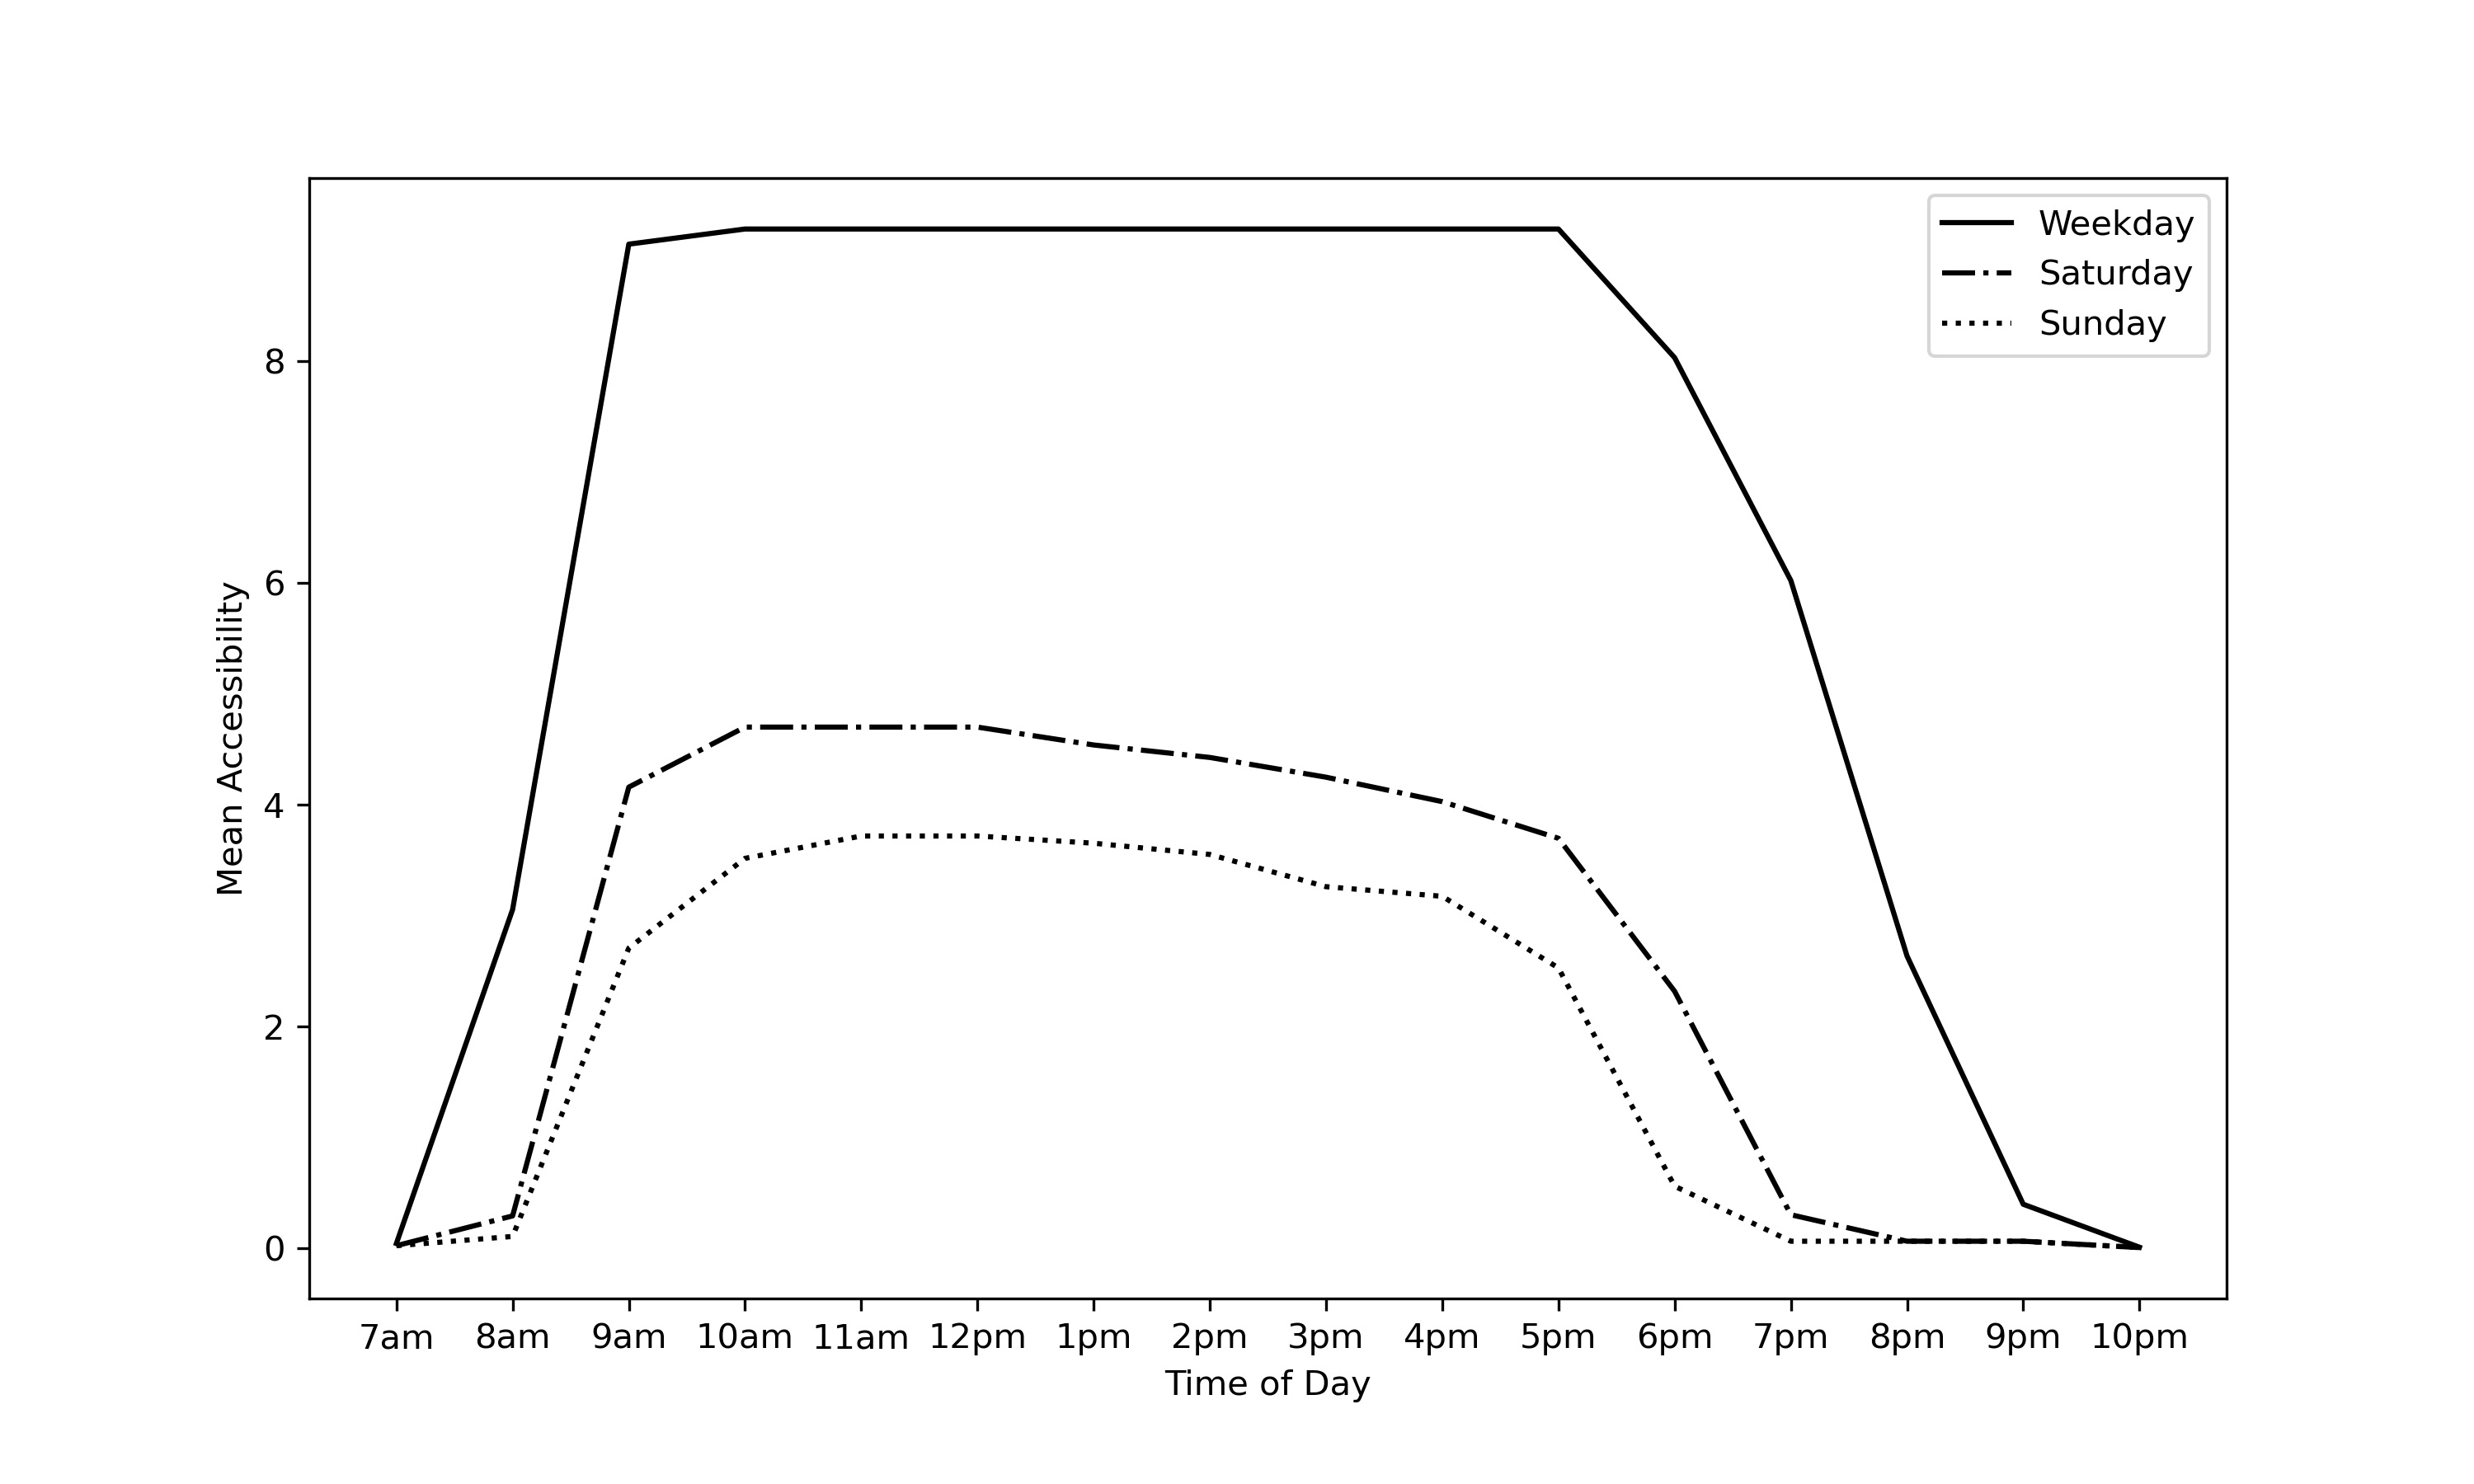 Weekday
Saturday
Sunday
8
6
4
2
0
Mean Accessibility
7am 8am 9am 10am 11am 12pm 1pm 2pm 3pm 4pm 5pm 6pm 7pm 8pm 9pm 10pm
Time of Day